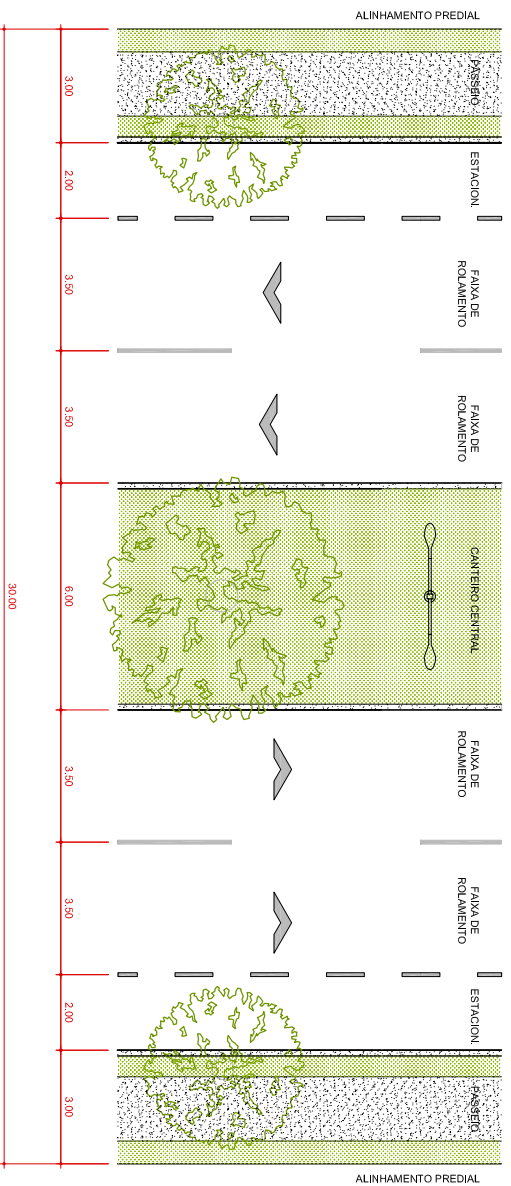 ALINHAMENTO PREDIAL
3.00
PASSEIO
2.00
ESTACION.
3.50
FAIXA DE
ROLAMENTO
3.50
FAIXA DE
ROLAMENTO
30.00
6.00
CANTEIRO CENTRAL
3.50
FAIXA DE
ROLAMENTO
3.50
FAIXA DE
ROLAMENTO
2.00
ESTACION.
3.00
PASSEIO
ALINHAMENTO PREDIAL